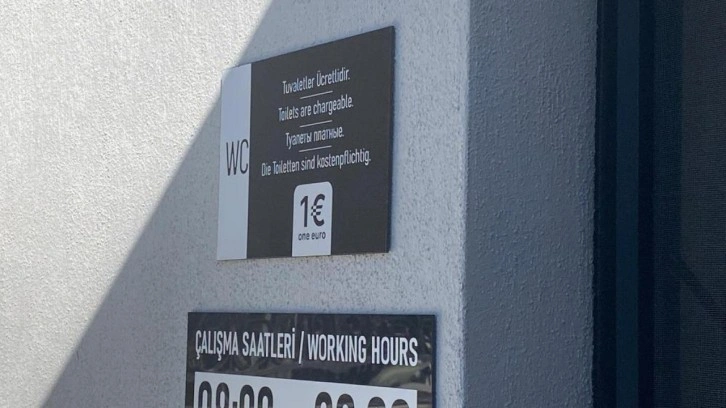 WC
Tuvaletler Ücretlidir.
Toilets are chargeable.
Туалеты платные.
Die Toiletten sind kostenpflichtig.
1€
one euro
ÇALIŞMA SAATLERİ / WORKING HOURS